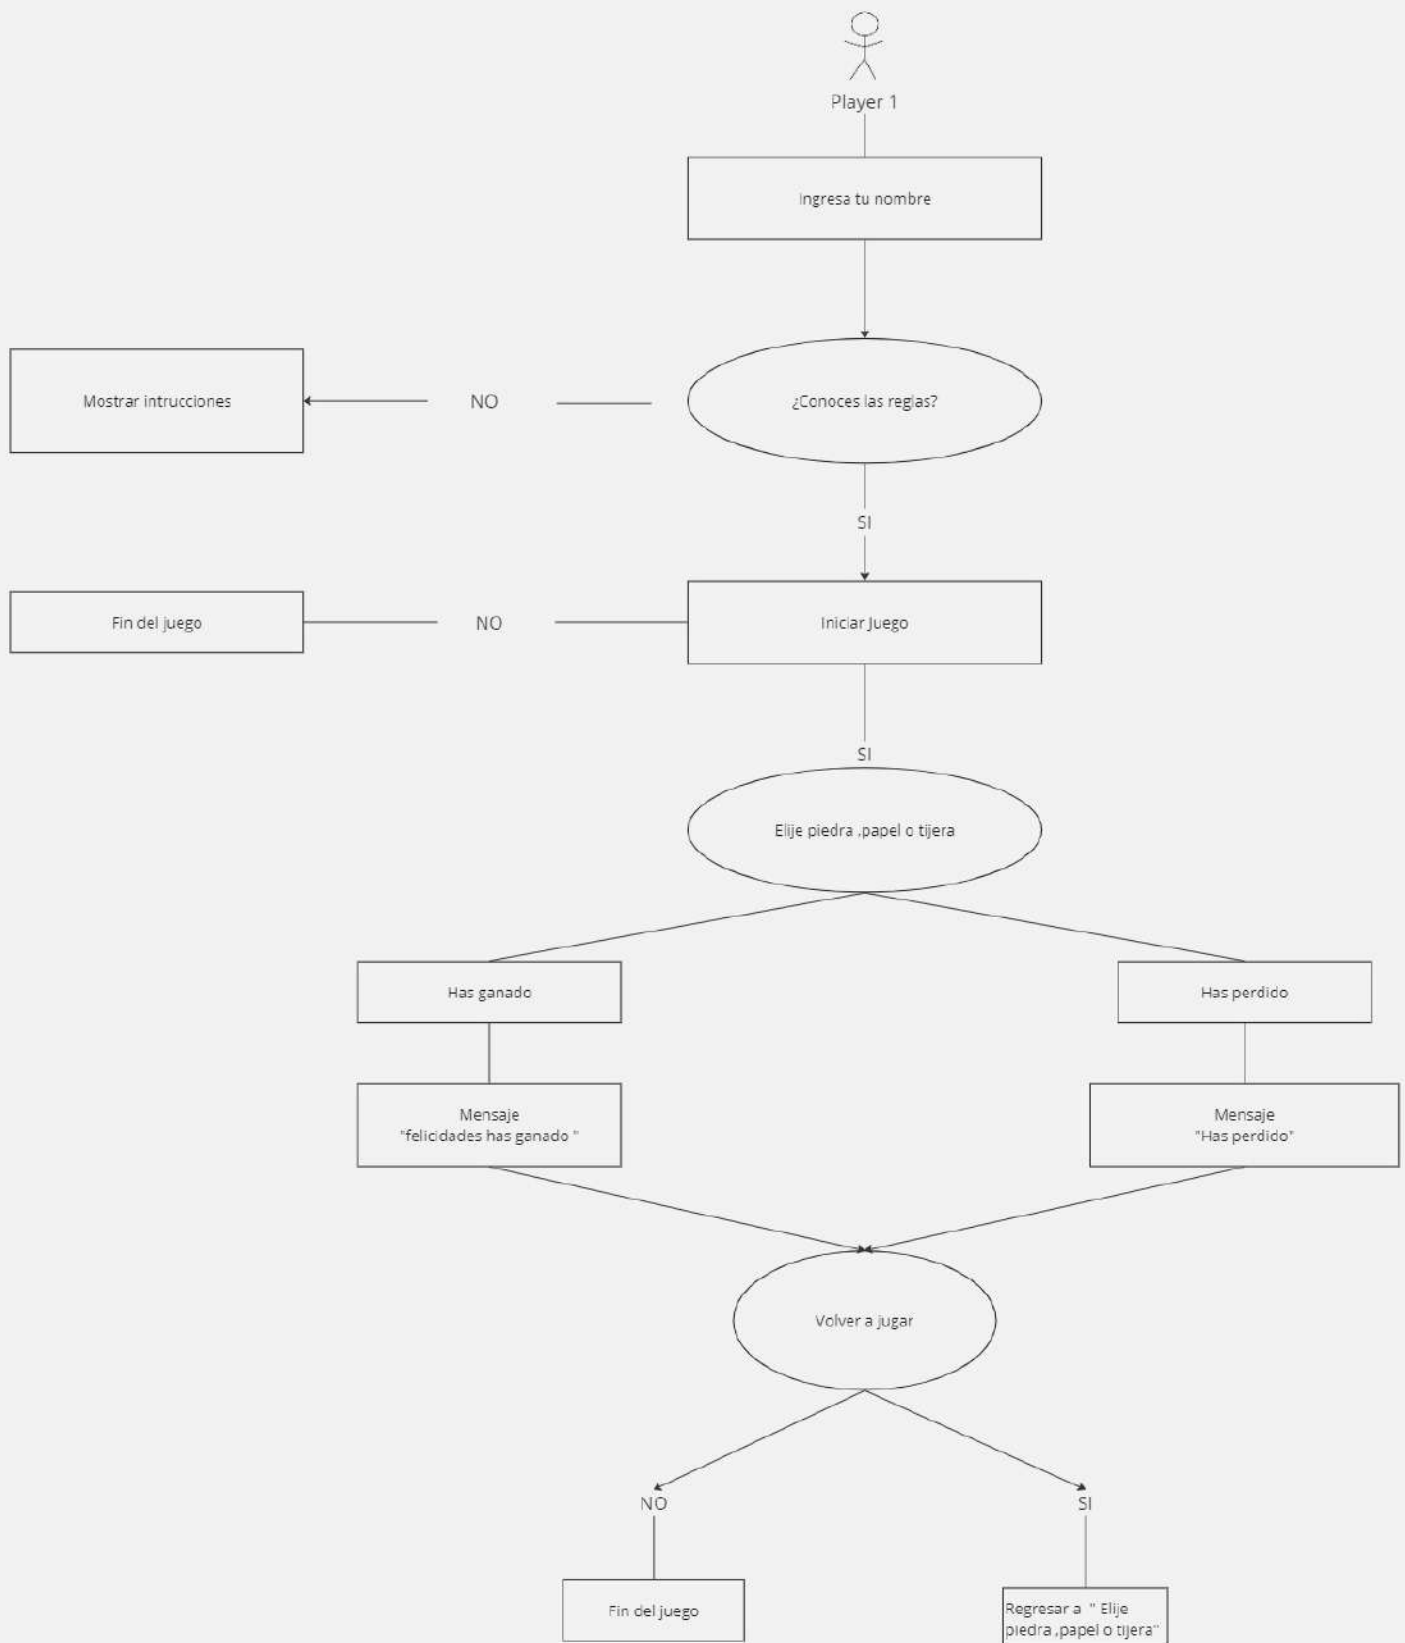 Player 1
Ingresa tu nombre
Mostrar intrucciones
NO
¿Conoces las reglas?
SI
Fin del juego
NO
Iniciar Juego
SI
Elije piedra ,papel o tijera
Has ganado
Has perdido
Mensaje
"felicidades has ganado "
Mensaje
"Has perdido"
Volver a jugar
NO
SI
Fin del juego
Regresar a " Elije
piedra ,papel o tijera"